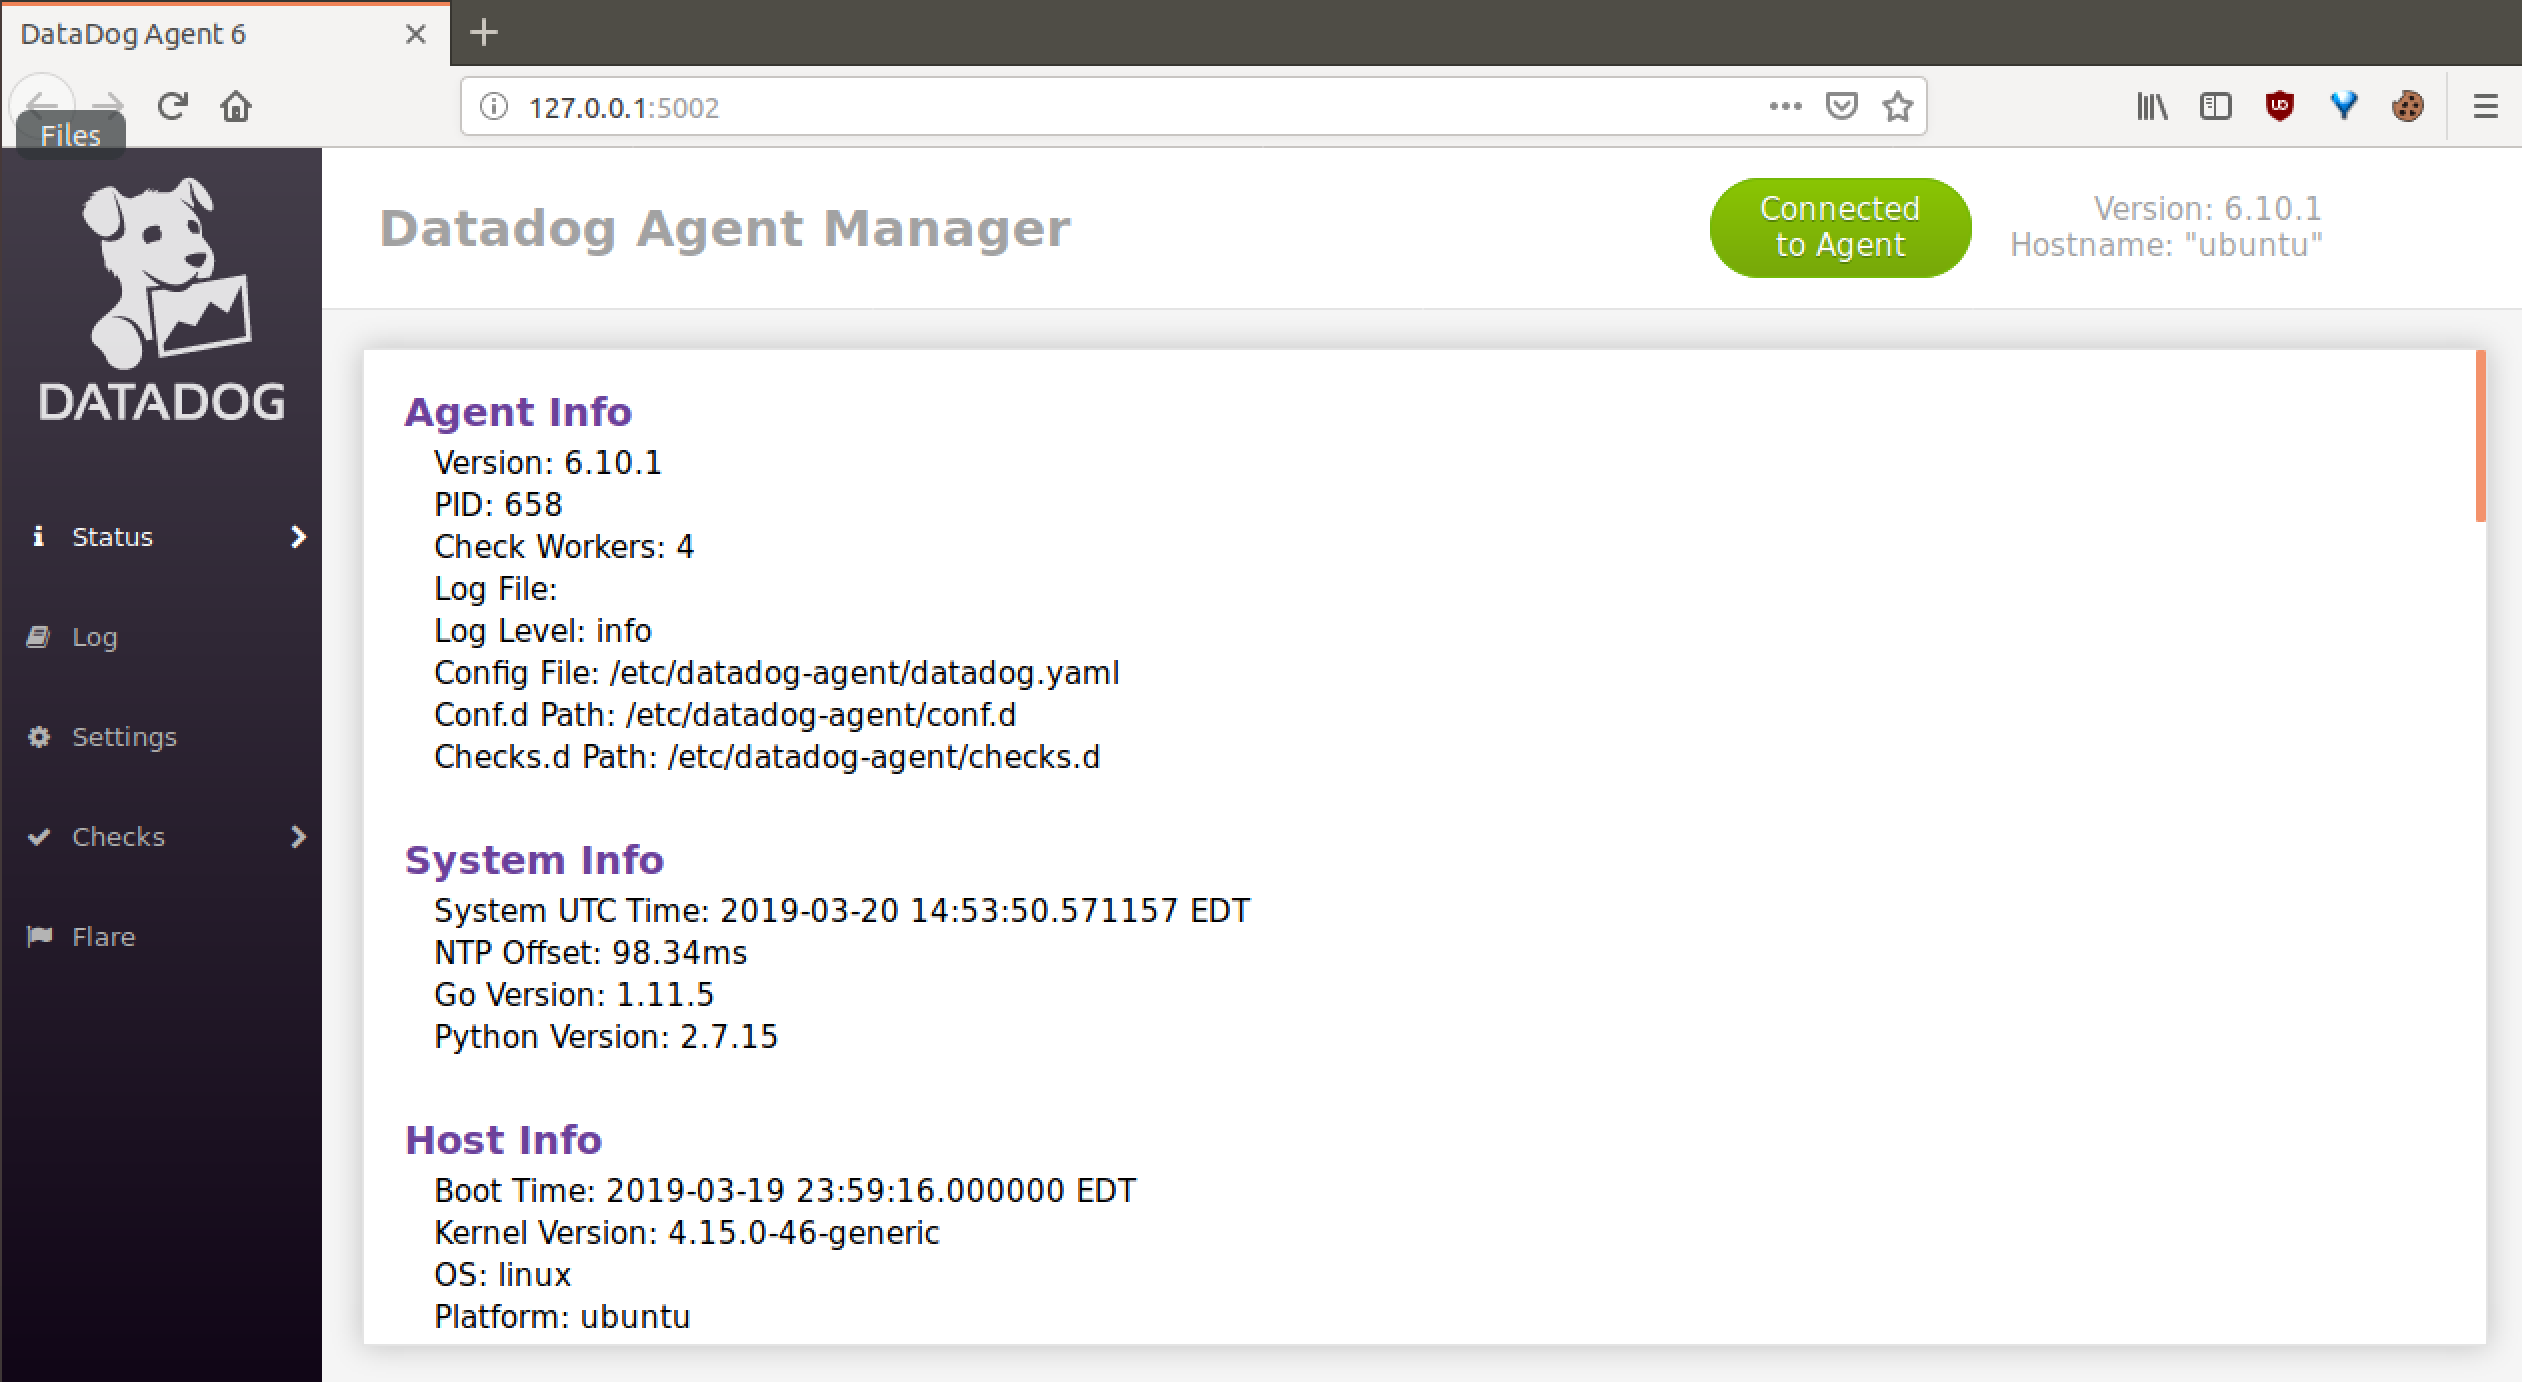 DataDog Agent 6
127.0.0.1:5002
Files
DATADOG
Status
Log
Settings
Checks
Flare
Datadog Agent Manager
Connected
to Agent
Version: 6.10.1
Hostname: "ubuntu"
Agent Info
Version: 6.10.1
PID: 658
Check Workers: 4
Log File:
Log Level: info
Config File: /etc/datadog-agent/datadog.yaml
Conf.d Path: /etc/datadog-agent/conf.d
Checks.d Path: /etc/datadog-agent/checks.d
System Info
System UTC Time: 2019-03-20 14:53:50.571157 EDT
NTP Offset: 98.34ms
Go Version: 1.11.5
Python Version: 2.7.15
Host Info
Boot Time: 2019-03-19 23:59:16.000000 EDT
Kernel Version: 4.15.0-46-generic
OS: linux
Platform: ubuntu